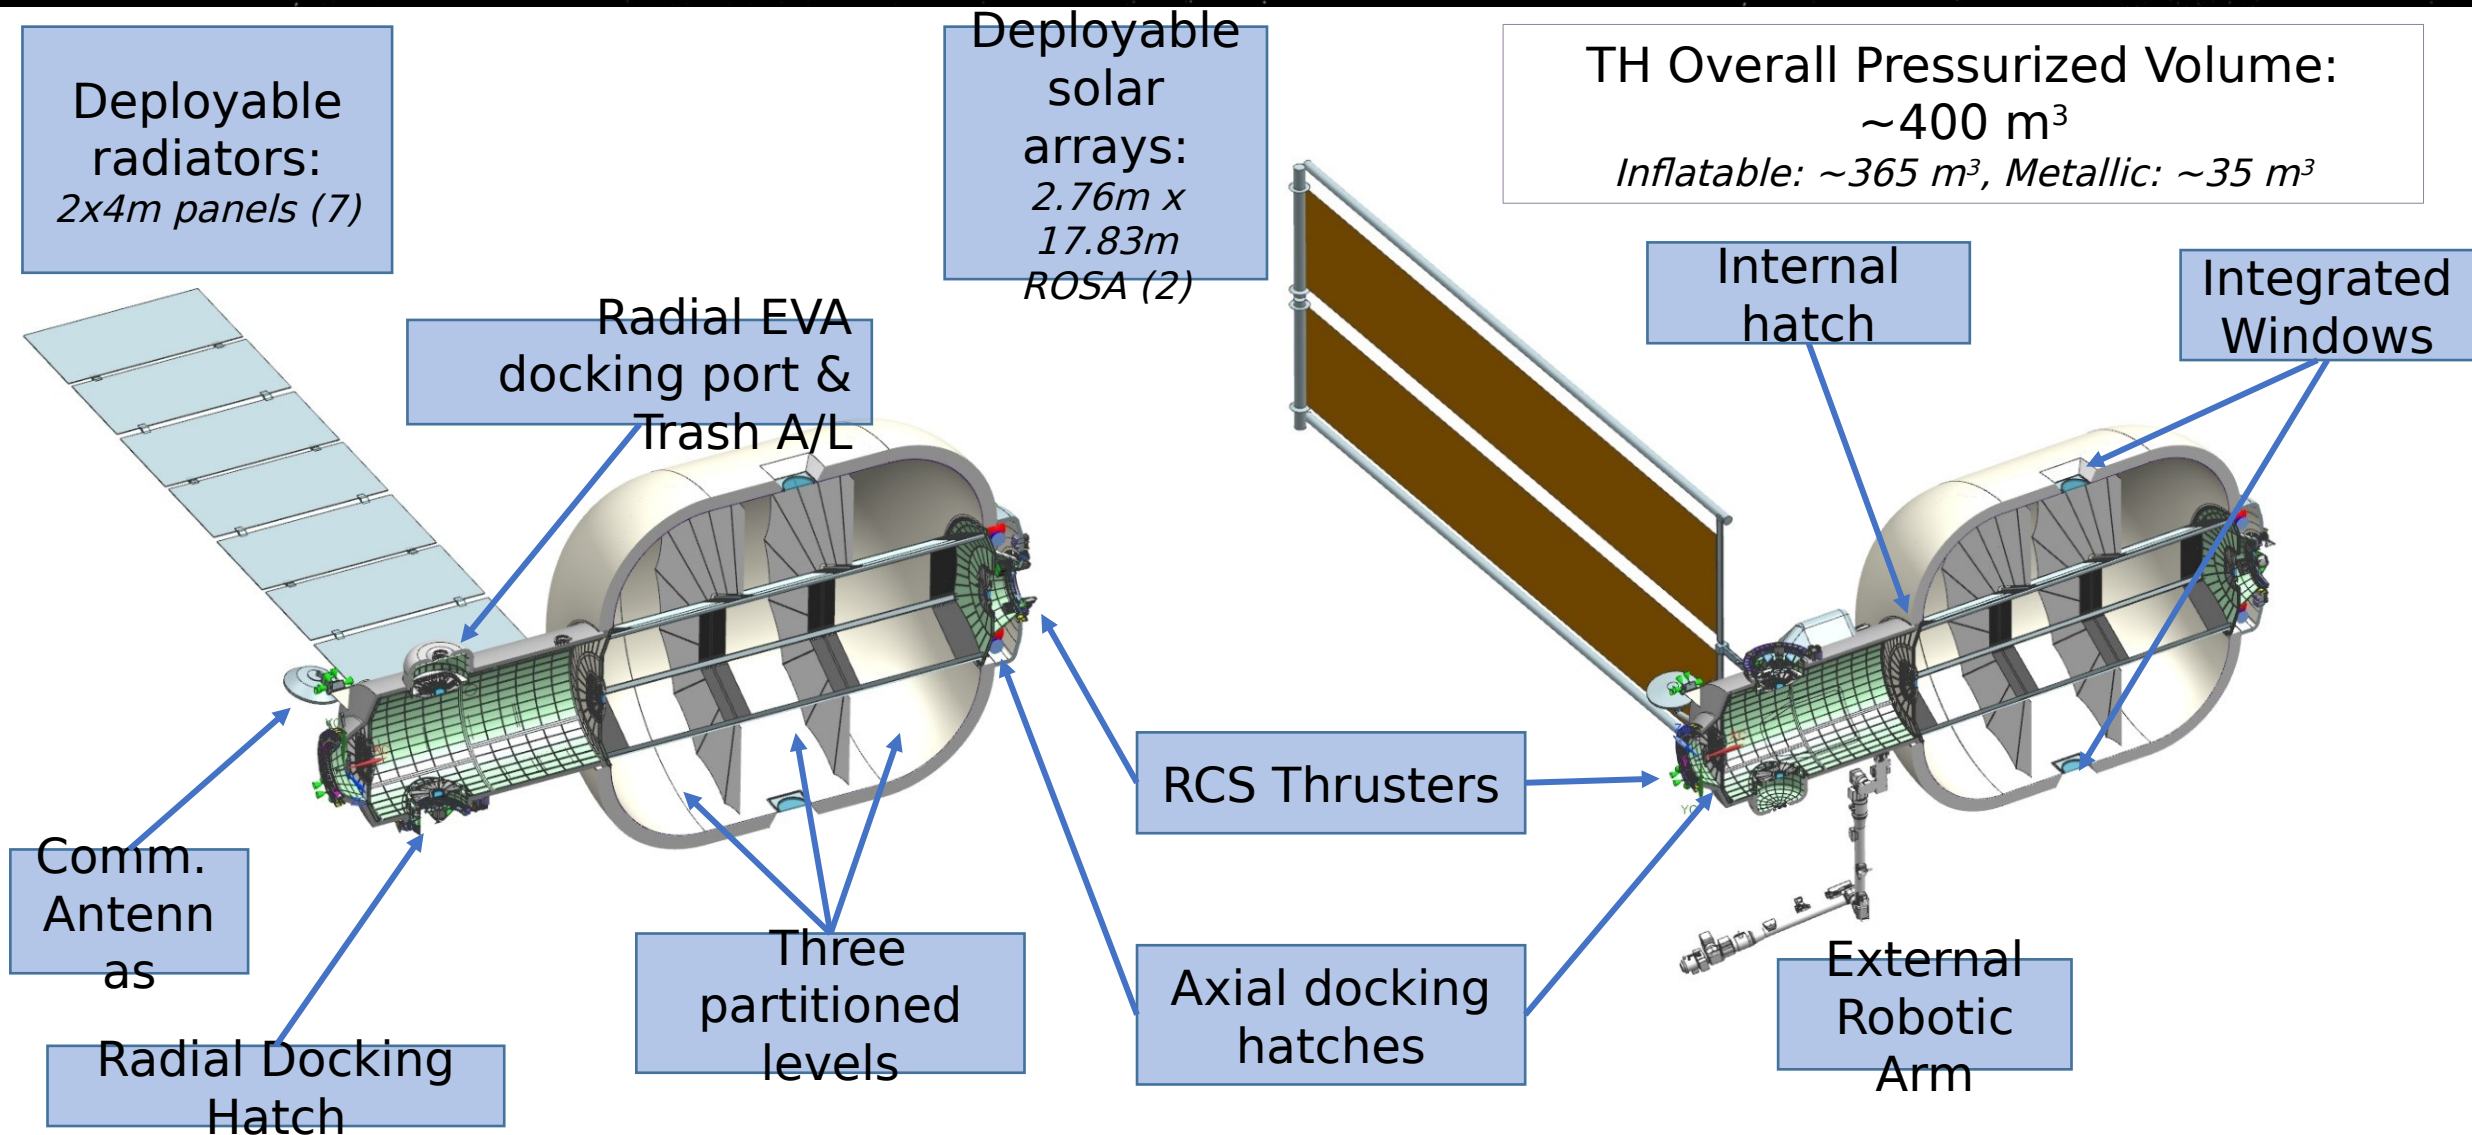 Deployable
radiators:
2x4m panels (7)
Deployable
solar
arrays:
2.76m x
17.83m
ROSA (2)
TH Overall Pressurized Volume:
~400 m³
Inflatable: ~365 m³, Metallic: ~35 m³
Internal
hatch
Integrated
Windows
Radial EVA
docking port &
Trash A/L
RCS Thrusters
Comm.
Antenn
as
Three
partitioned
levels
Axial docking
hatches
External
Robotic
Arm
Radial Docking
Hatch